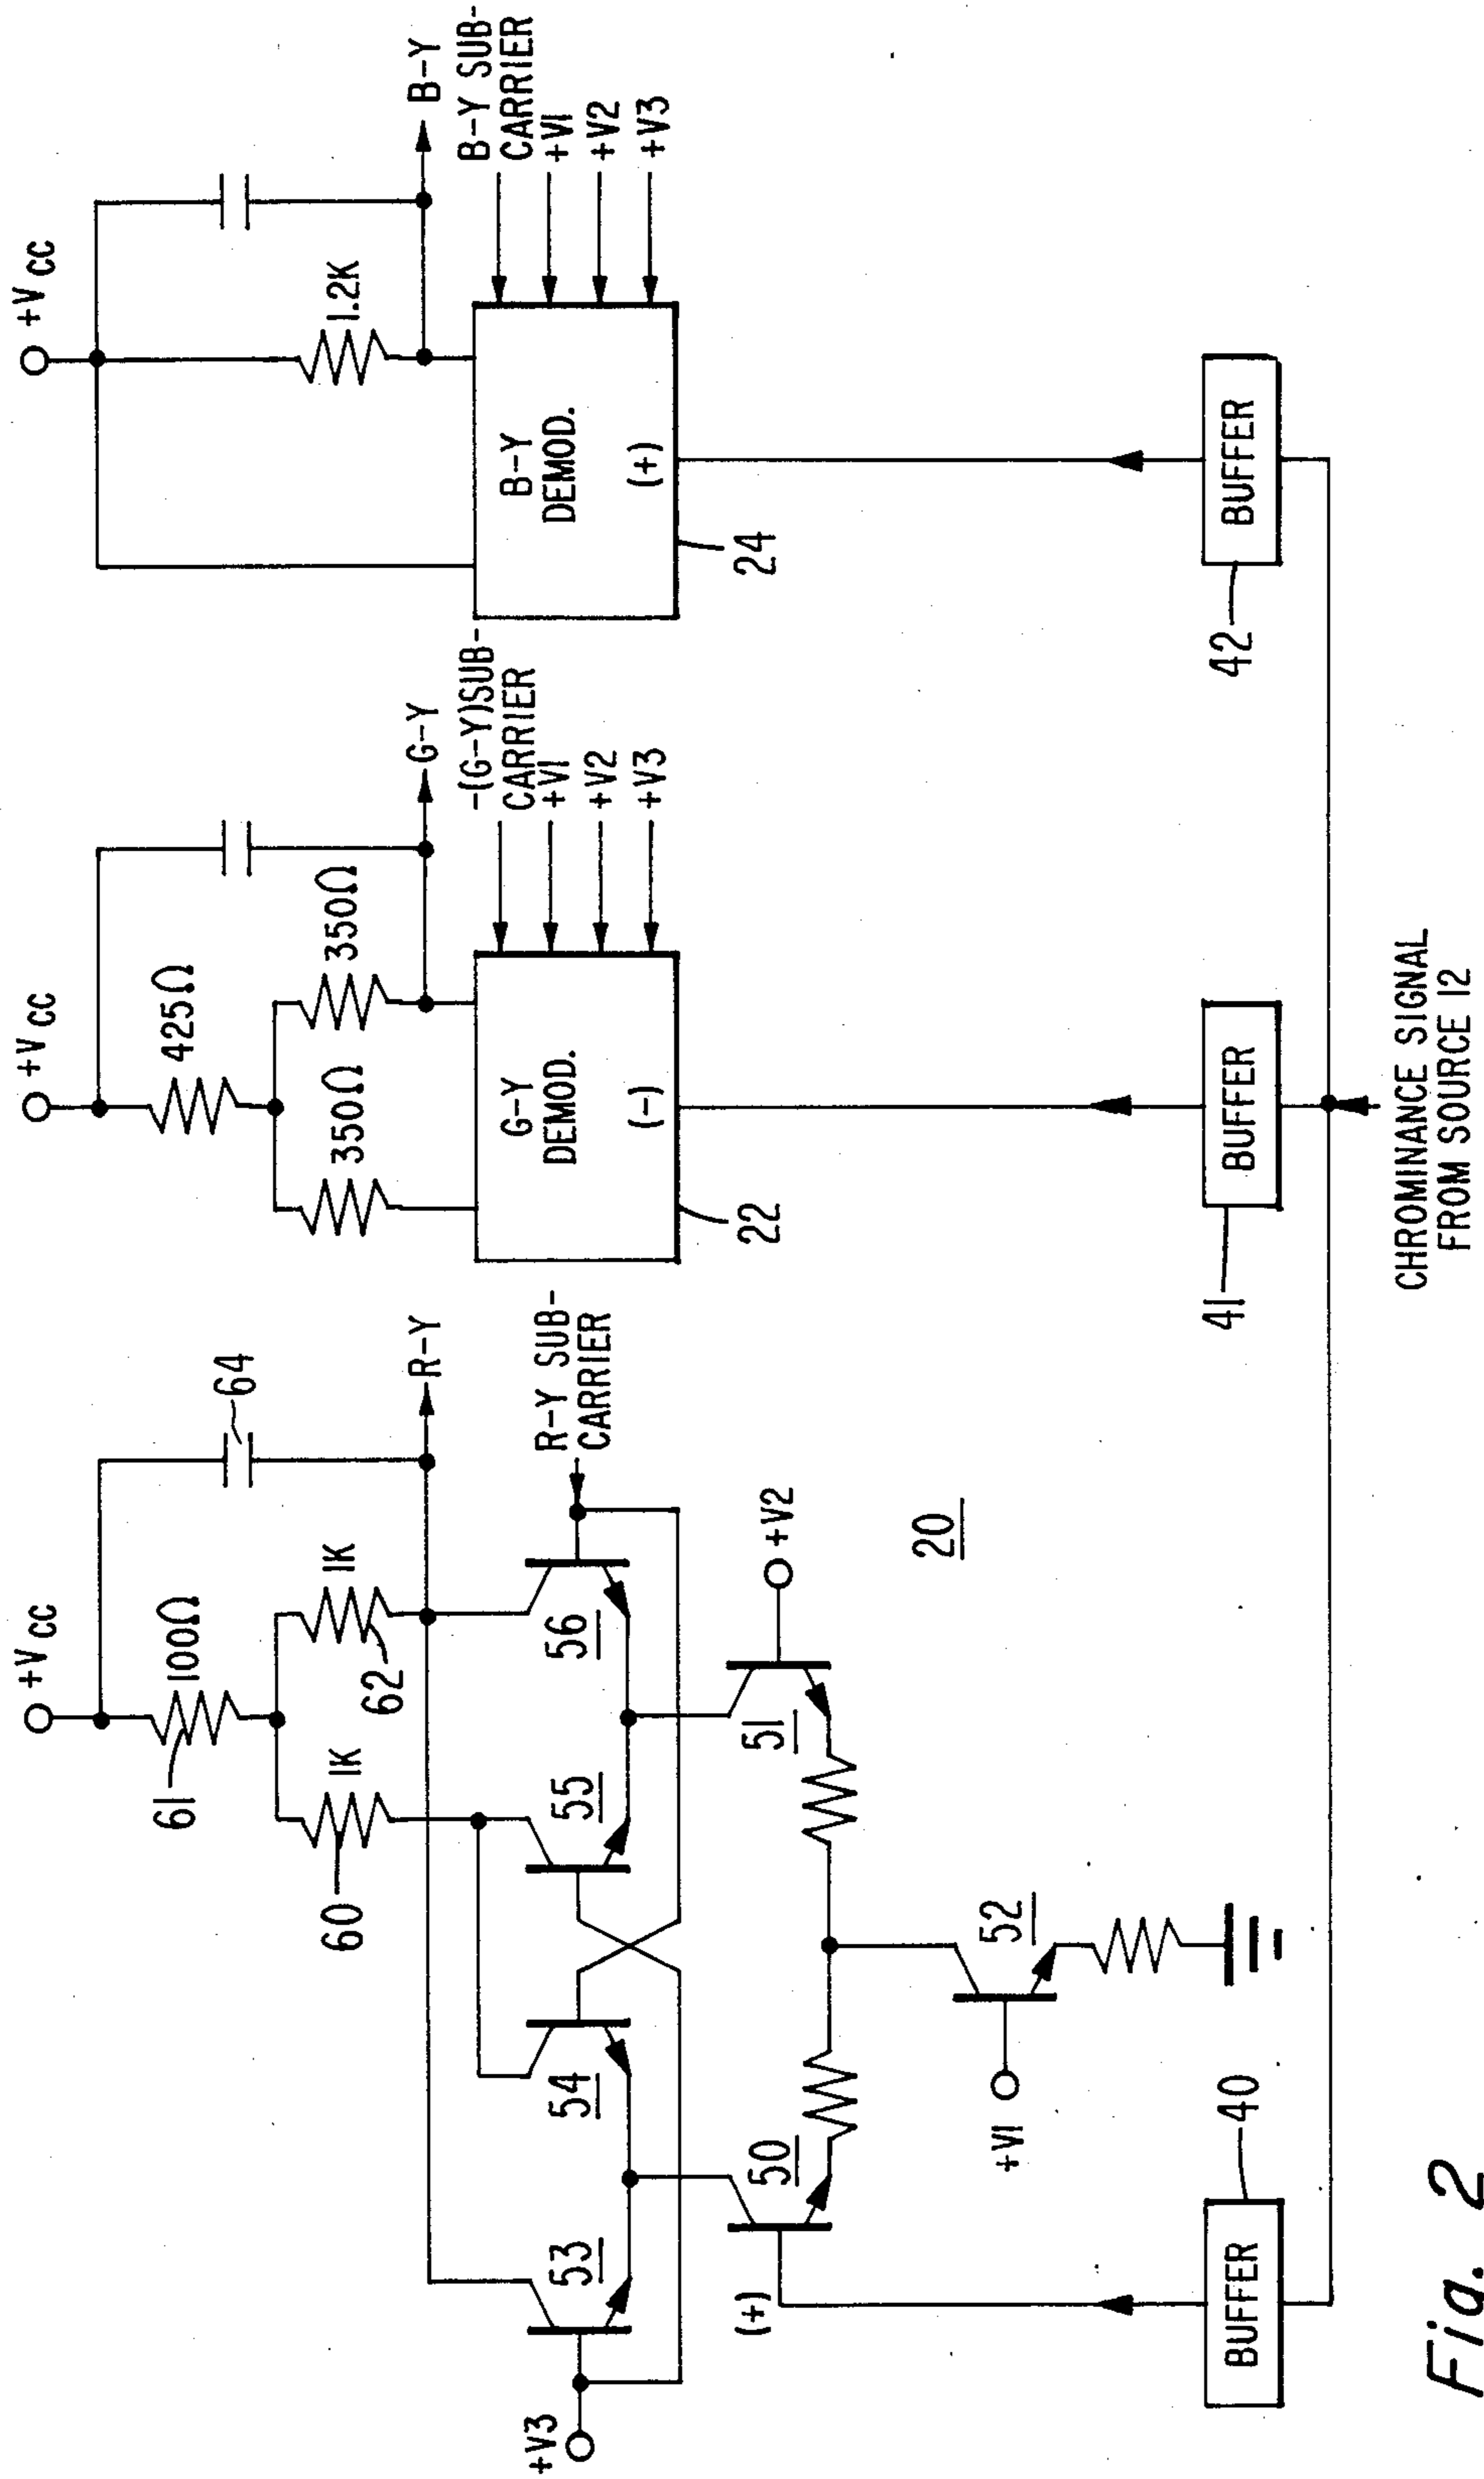 +VCC
+VCC
+VCC
61
100Ω
425Ω
60
1K
62
1K
64
350Ω
350Ω
1.2K
R-Y
G-Y
B-Y
R-Y SUB-
CARRIER
-(G-Y)SUB-
CARRIER
+V1
+V2
+V3
B-Y SUB-
CARRIER
+V1
+V2
+V3
+V3
53
54
55
56
G-Y
DEMOD.
(-)
22
B-Y
DEMOD.
(+)
24
(+)
50
51
+V2
+V1
52
20
BUFFER
40
41
BUFFER
42
BUFFER
CHROMINANCE SIGNAL
FROM SOURCE 12
Fig. 2